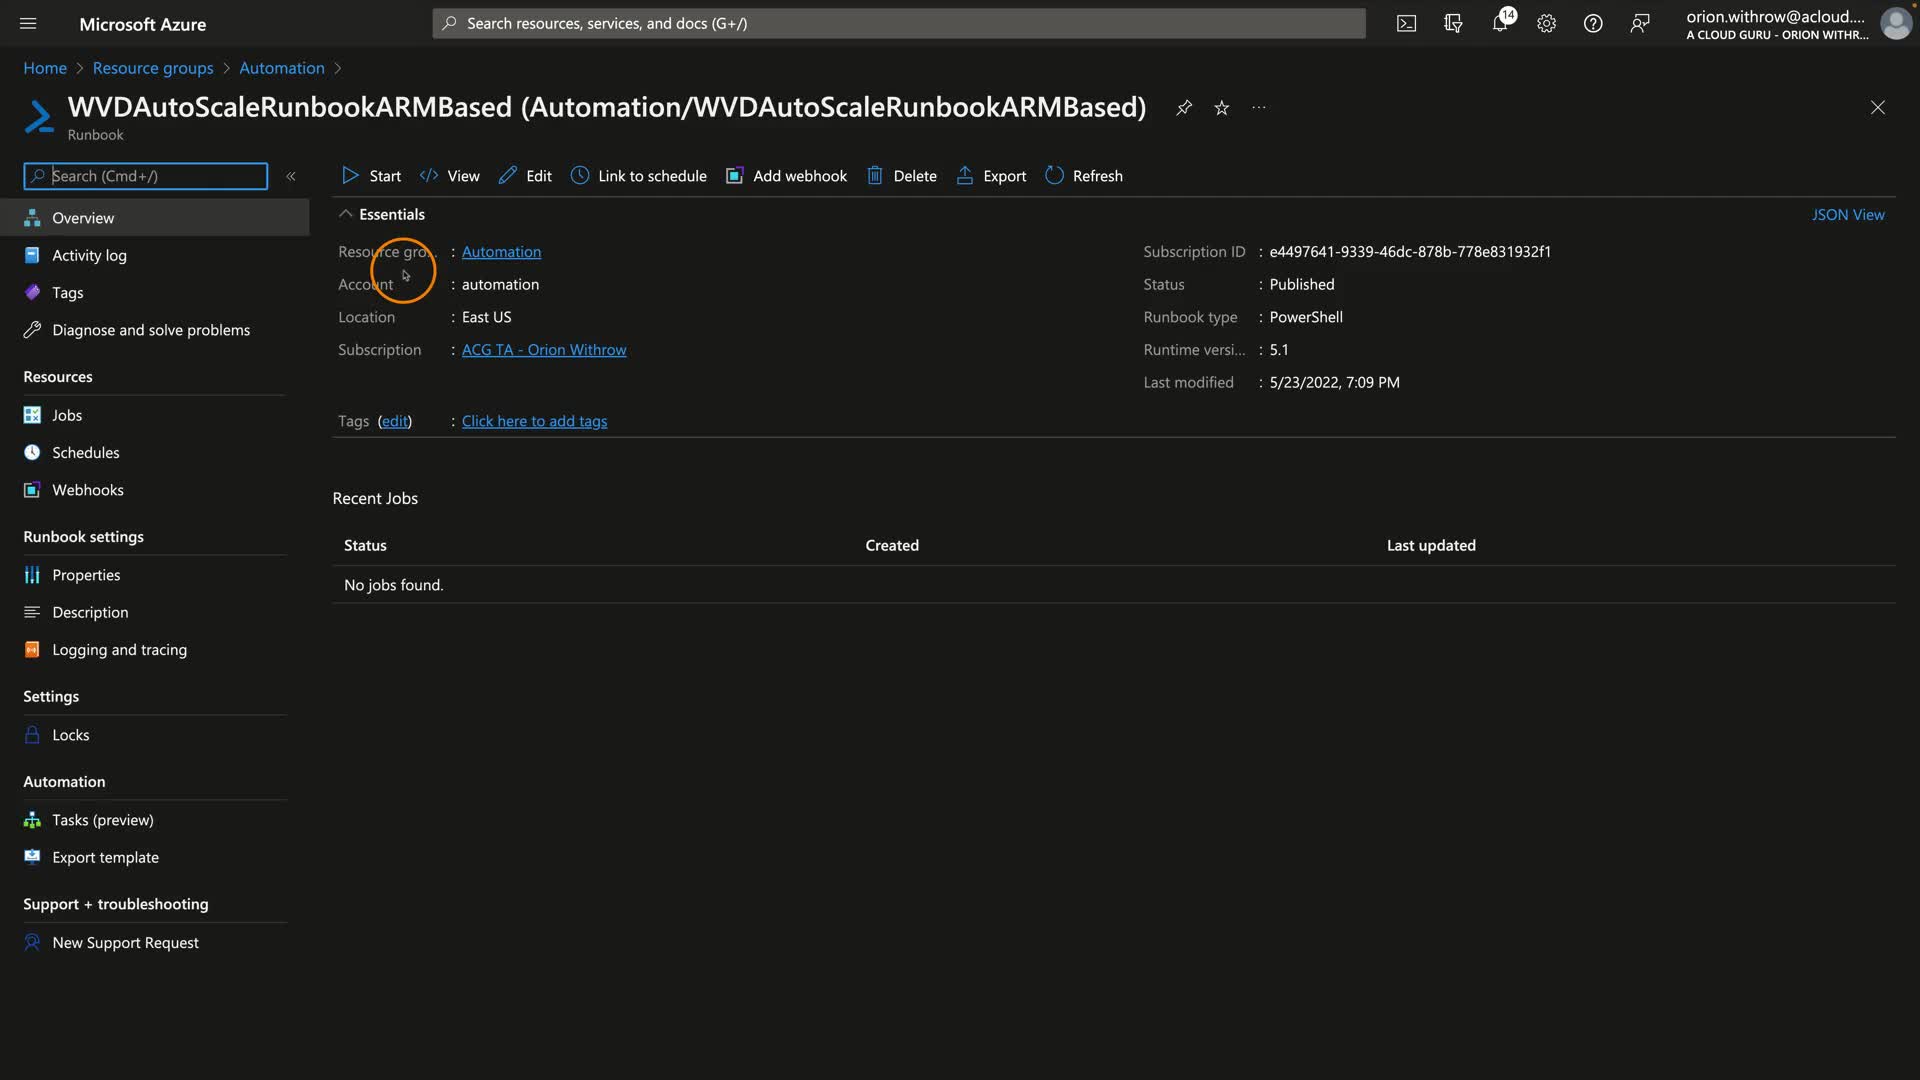 Microsoft Azure
Search resources, services, and docs (G+/)
14
orion.withrow@acloud....
A CLOUD GURU - ORION WITHR...
Home > Resource groups > Automation >
WVDAutoScaleRunbookARMBased (Automation/WVDAutoScaleRunbookARMBased)
...
Runbook
Search (Cmd+/)
«
Start
View
Edit
Link to schedule
Add webhook
Delete
Export
Refresh
Overview
Activity log
Tags
Diagnose and solve problems
Resources
Jobs
Schedules
Webhooks
Runbook settings
Properties
Description
Logging and tracing
Settings
Locks
Automation
Tasks (preview)
Export template
Support + troubleshooting
New Support Request
Essentials
JSON View
Resource gro... : Automation
Account : automation
Location : East US
Subscription : ACG TA - Orion Withrow
Subscription ID : e4497641-9339-46dc-878b-778e831932f1
Status : Published
Runbook type : PowerShell
Runtime versi... : 5.1
Last modified : 5/23/2022, 7:09 PM
Tags (edit) : Click here to add tags
Recent Jobs
Status Created Last updated
No jobs found.